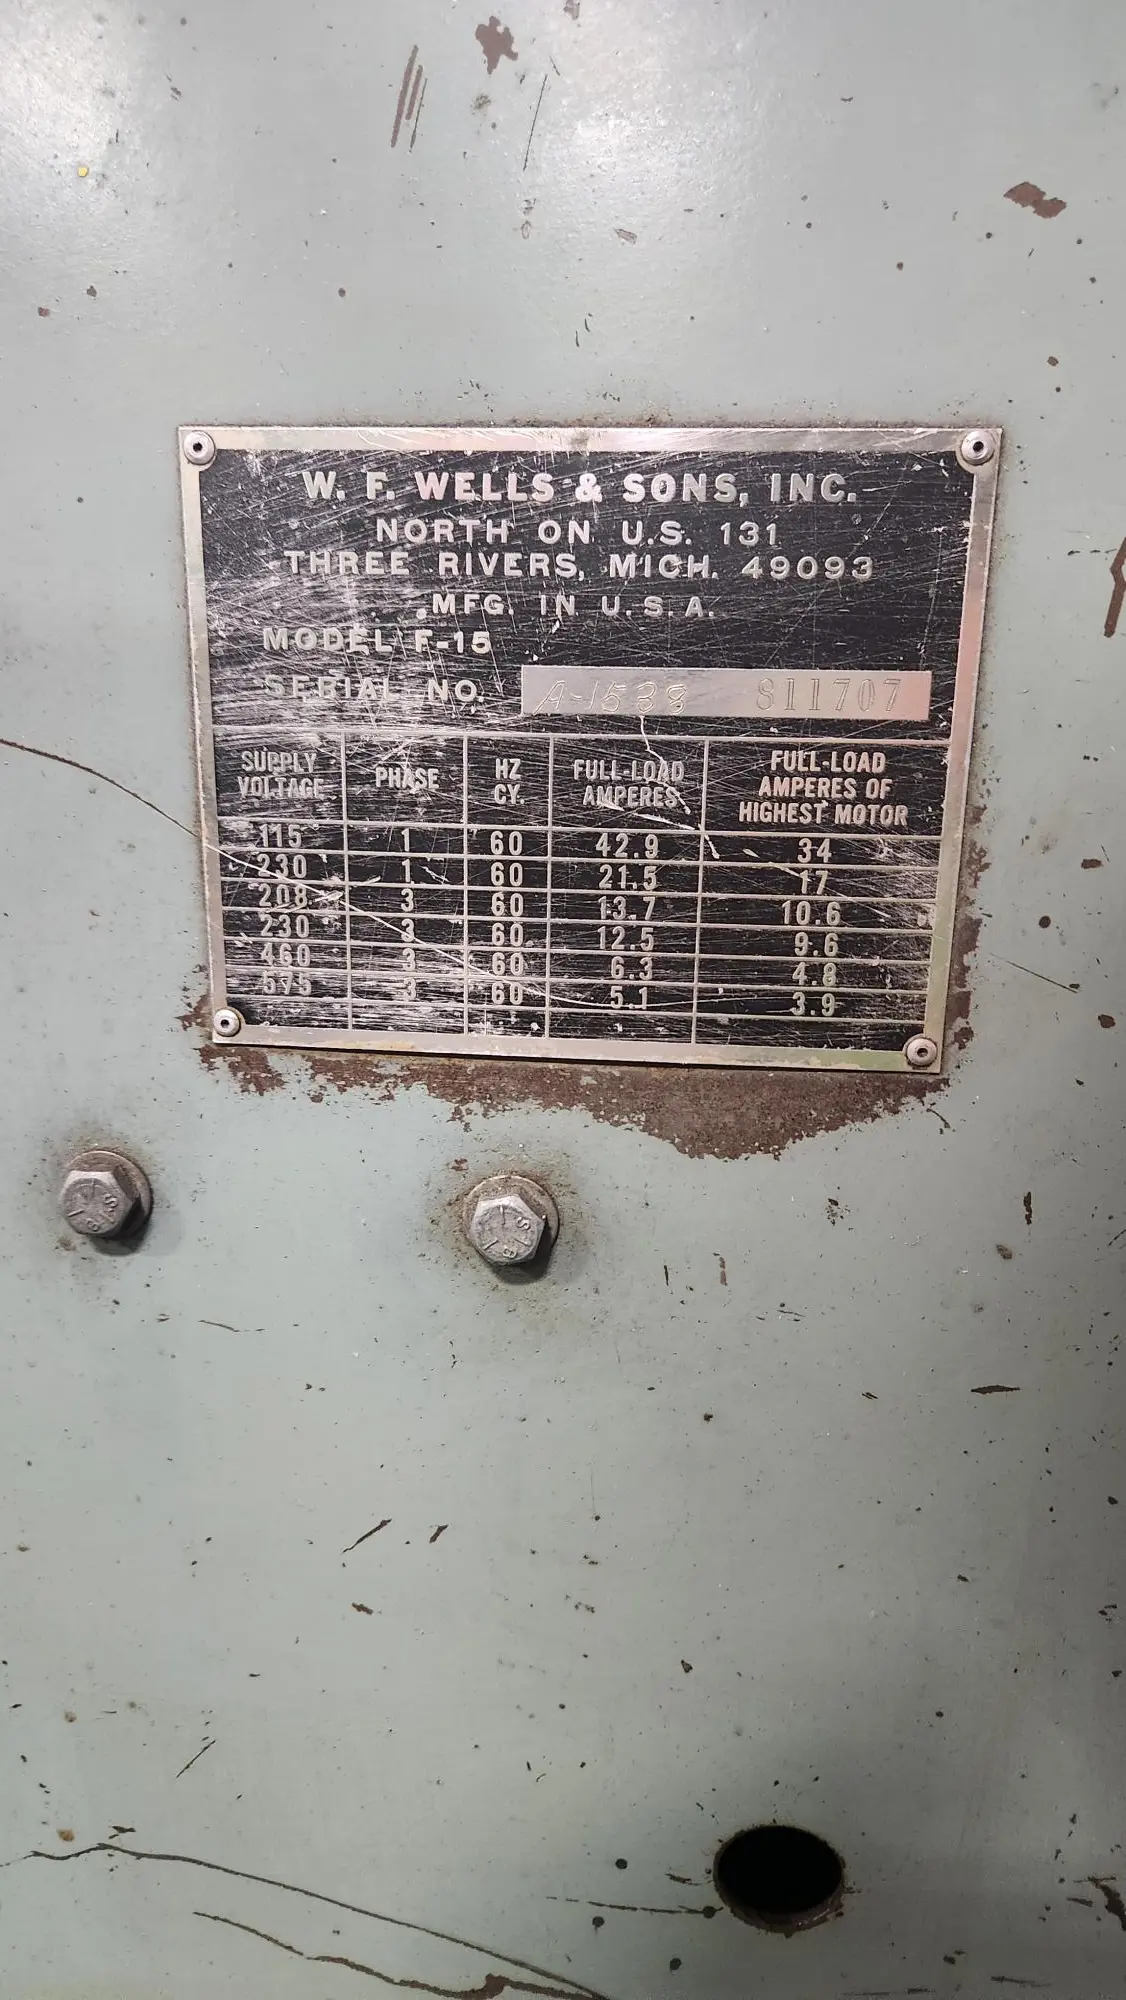 W. F. WELLS & SONS, INC.
NORTH ON U.S. 131
THREE RIVERS, MICH. 49093
MFG. IN U.S.A.
MODEL F-15
SERIAL NO. A-1538 811707
SUPPLY VOLTAGE PHASE HZ CY. FULL-LOAD AMPERES FULL-LOAD AMPERES OF HIGHEST MOTOR
115 1 60 42.9 34
230 1 60 21.5 17
208 3 60 13.7 10.6
230 3 60 12.5 9.6
460 3 60 6.3 4.8
575 3 60 5.1 3.9